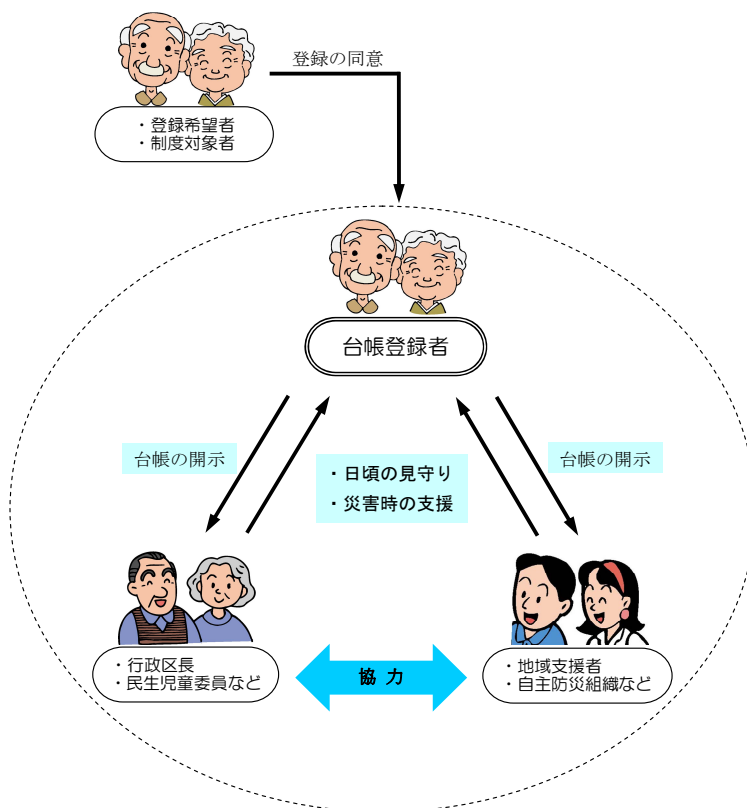 登録の同意
・登録希望者
・制度対象者
台帳登録者
台帳の開示
・日頃の見守り
・災害時の支援
台帳の開示
・行政区長
・民生児童委員など
協力
・地域支援者
・自主防災組織など